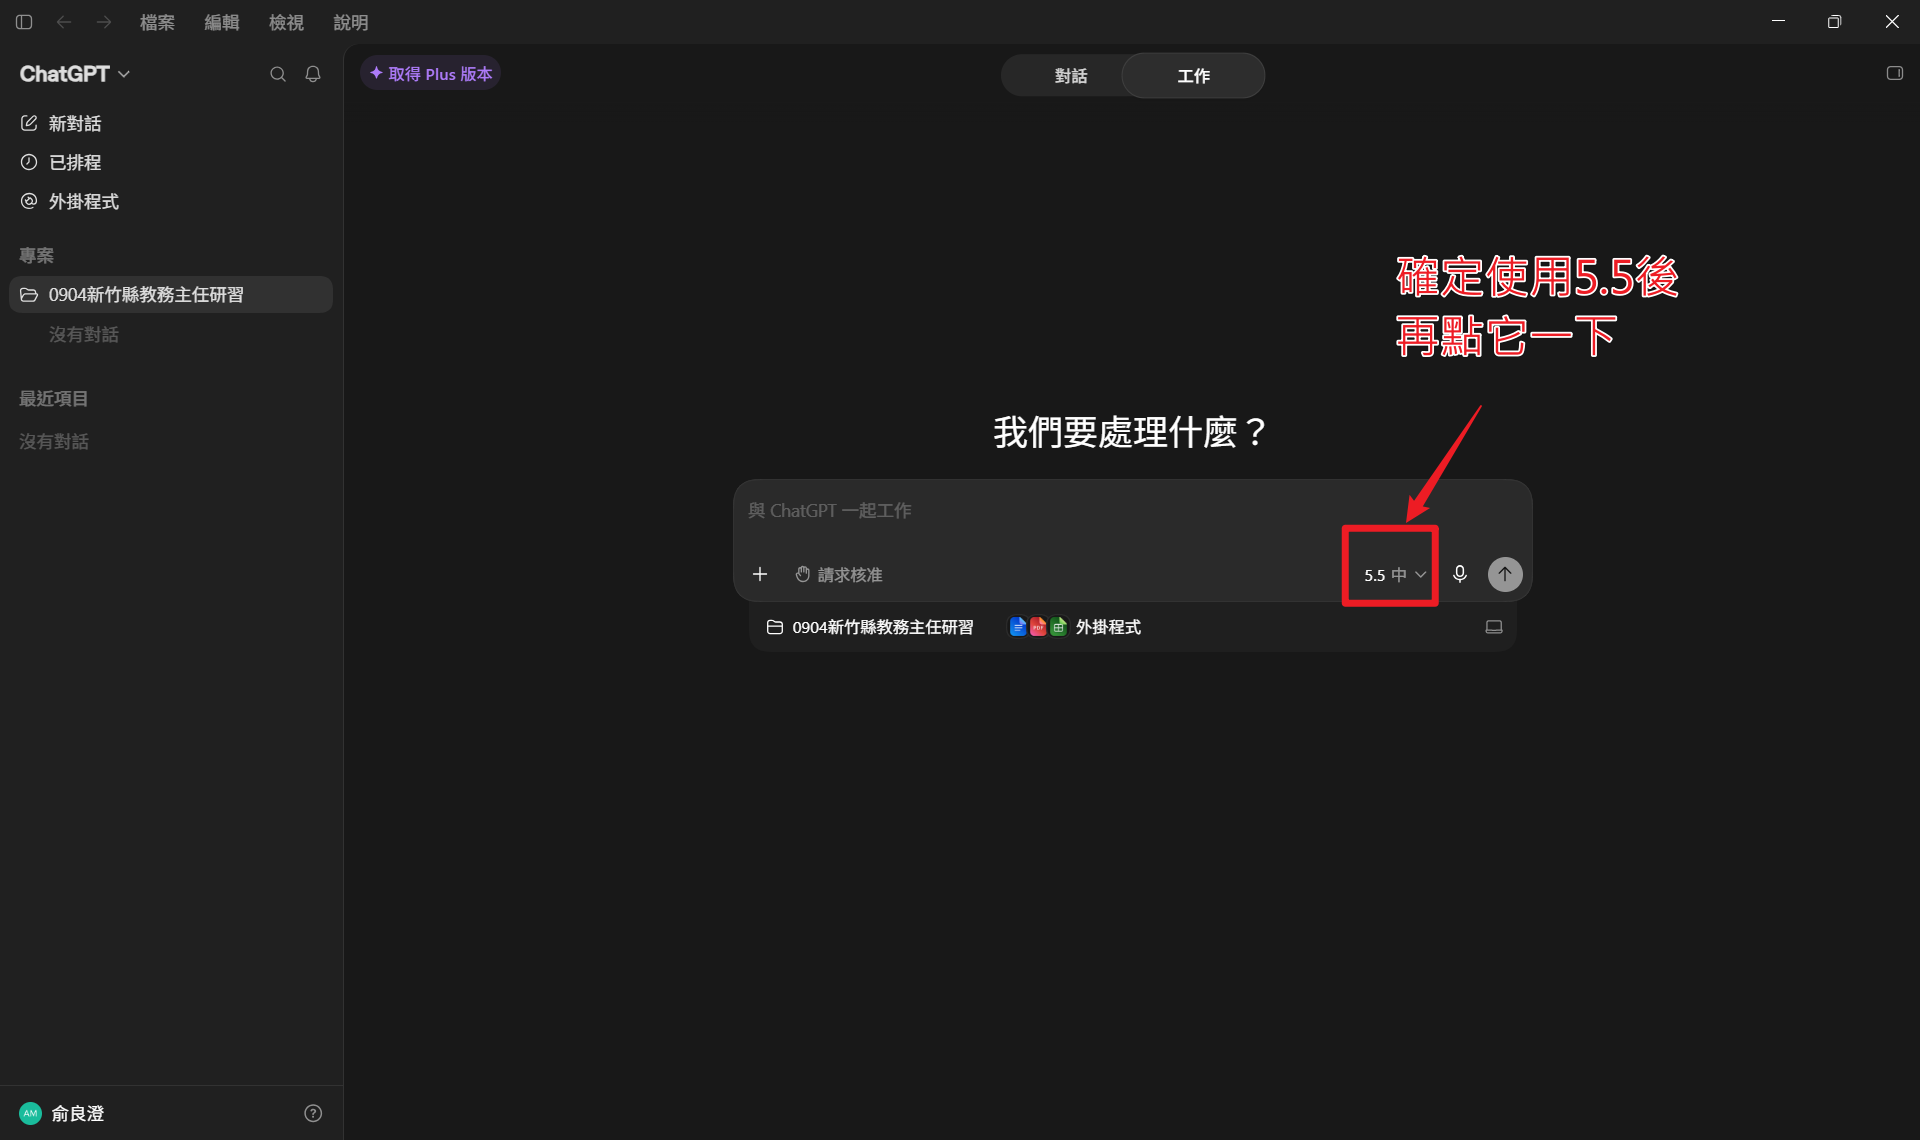 檔案 編輯 檢視 說明
ChatGPT
取得 Plus 版本
對話 工作
新對話
已排程
外掛程式
專案
0904新竹縣教務主任研習
沒有對話
最近項目
沒有對話
確定使用5.5後
再點它一下
我們要處理什麼？
與 ChatGPT 一起工作
請求核准
5.5 中
0904新竹縣教務主任研習
PDF
外掛程式
AM 俞良澄